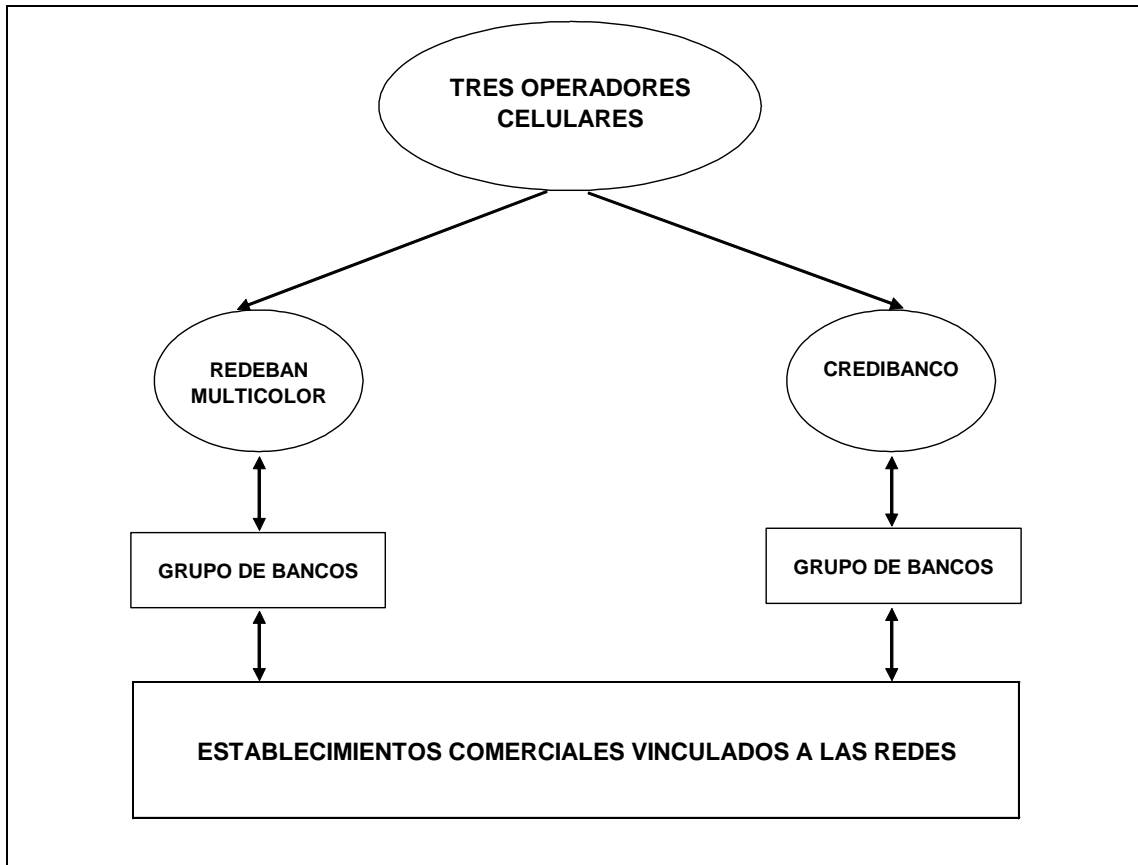 TRES OPERADORES
CELULARES
REDEBAN
MULTICOLOR
CREDIBANCO
GRUPO DE BANCOS
GRUPO DE BANCOS
ESTABLECIMIENTOS COMERCIALES VINCULADOS A LAS REDES